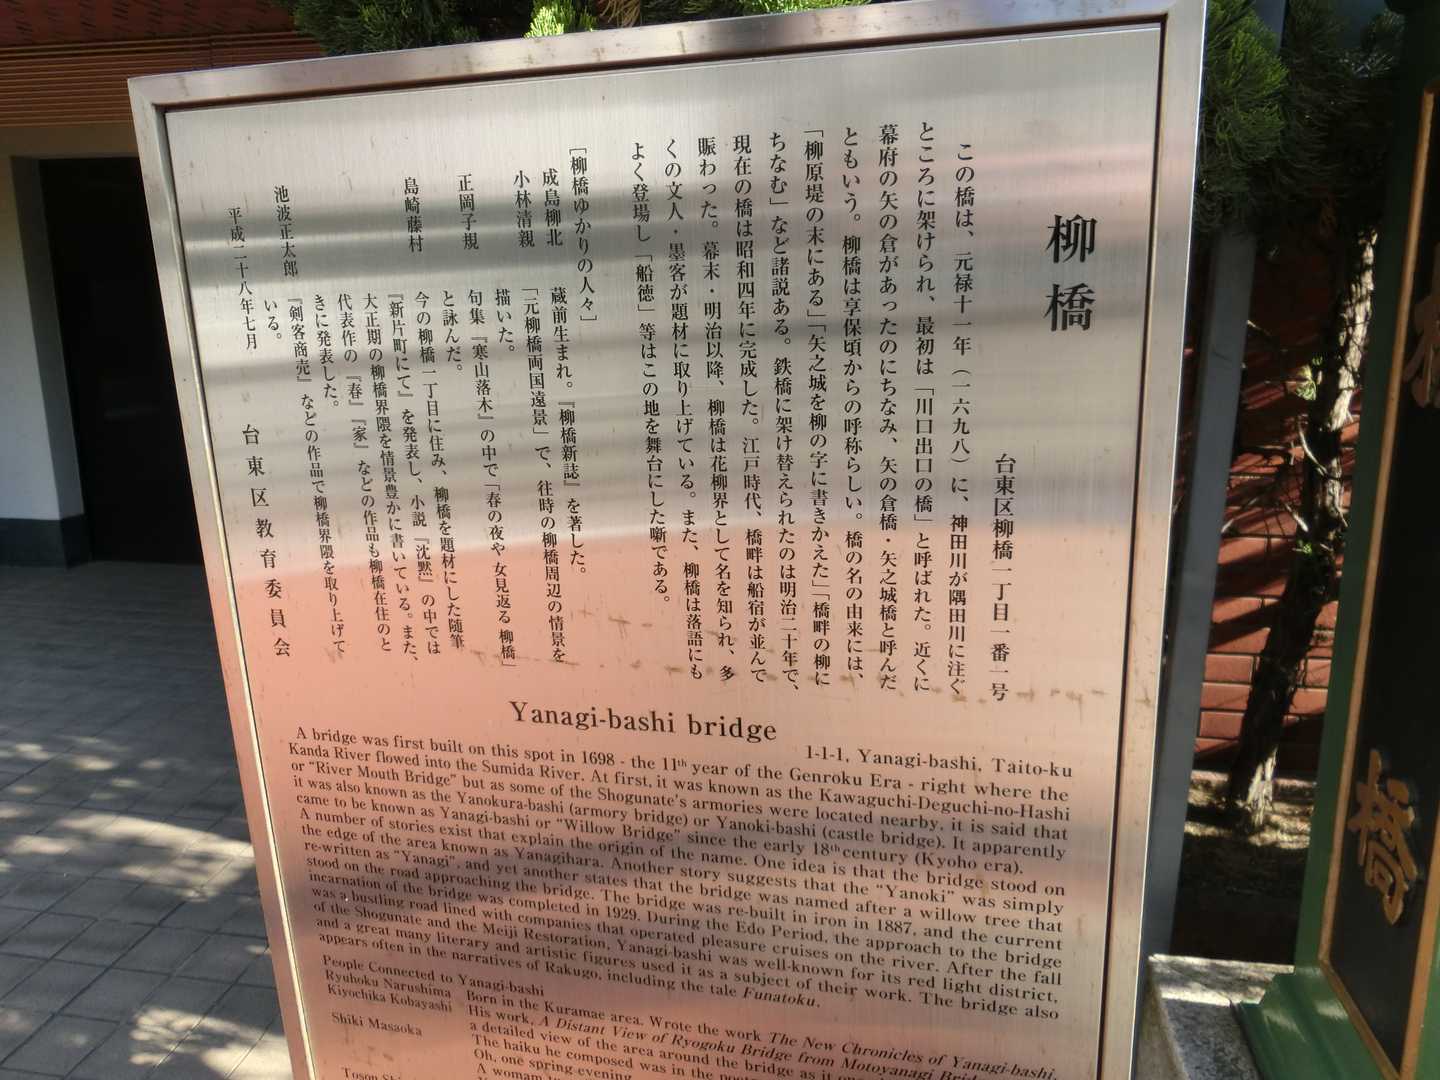 柳橋
台東区柳橋一丁目一番一号
この橋は、元禄十一年（一六九八）に、神田川が隅田川に注ぐ
ところに架けられ、最初は「川口出口の橋」と呼ばれた。近くに
幕府の矢の倉があったのにちなみ、矢の倉橋・矢之城橋と呼んだ
ともいう。柳橋は享保頃からの呼称らしい。橋の名の由来には、
「柳原堤の末にある」「矢之城を柳の字に書きかえた」「橋畔の柳に
ちなむ」など諸説ある。鉄橋に架け替えられたのは明治二十年で、
現在の橋は昭和四年に完成した。江戸時代、橋畔は船宿が並んで
賑わった。幕末・明治以降、柳橋は花柳界として名を知られ、多
くの文人・墨客が題材に取り上げている。また、柳橋は落語にも
よく登場し「船徳」等はこの地を舞台にした噺である。
［柳橋ゆかりの人々］
成島柳北 蔵前生まれ。『柳橋新誌』を著した。
小林清親 「元柳橋両国遠景」で、往時の柳橋周辺の情景を
描いた。
正岡子規 句集『寒山落木』の中で「春の夜や女見返る柳橋」
と詠んだ。
島崎藤村 今の柳橋一丁目に住み、柳橋を題材にした随筆
『新片町にて』を発表し、小説『沈黙』の中では
大正期の柳橋界隈を情景豊かに書いている。また、
代表作の『春』『家』などの作品も柳橋在住のと
きに発表した。
池波正太郎 『剣客商売』などの作品で柳橋界隈を取り上げて
いる。
平成二十八年七月 台東区教育委員会
Yanagi-bashi bridge
1-1-1, Yanagi-bashi, Taito-ku
A bridge was first built on this spot in 1698 - the 11th year of the Genroku Era - right where the
Kanda River flowed into the Sumida River. At first, it was known as the Kawaguchi-Deguchi-no-Hashi
or “River Mouth Bridge” but as some of the Shogunate's armories were located nearby, it is said that
it was also known as the Yanokura-bashi (armory bridge) or Yanoki-bashi (castle bridge). It apparently
came to be known as Yanagi-bashi or “Willow Bridge” since the early 18th century (Kyoho era).
A number of stories exist that explain the origin of the name. One idea is that the bridge stood on
the edge of the area known as Yanagihara. Another story suggests that the “Yanoki” was simply
re-written as “Yanagi”, and yet another states that the bridge was named after a willow tree that
stood on the road approaching the bridge. The bridge was re-built in iron in 1887, and the current
incarnation of the bridge was completed in 1929. During the Edo Period, the approach to the bridge
was a bustling road lined with companies that operated pleasure cruises on the river. After the fall
of the Shogunate and the Meiji Restoration, Yanagi-bashi was well-known for its red light district,
and a great many literary and artistic figures used it as a subject of their work. The bridge also
appears often in the narratives of Rakugo, including the tale Funatoku.
People Connected to Yanagi-bashi
Ryuhoku Narushima Born in the Kuramae area. Wrote the work The New Chronicles of Yanagi-bashi.
Kiyochika Kobayashi His work, A Distant View of Ryogoku Bridge from Motoyanagi
a detailed view of the area around the bridge as it
Shiki Masaoka The haiku he composed was in the
Oh, one spring evening
Toson
橋